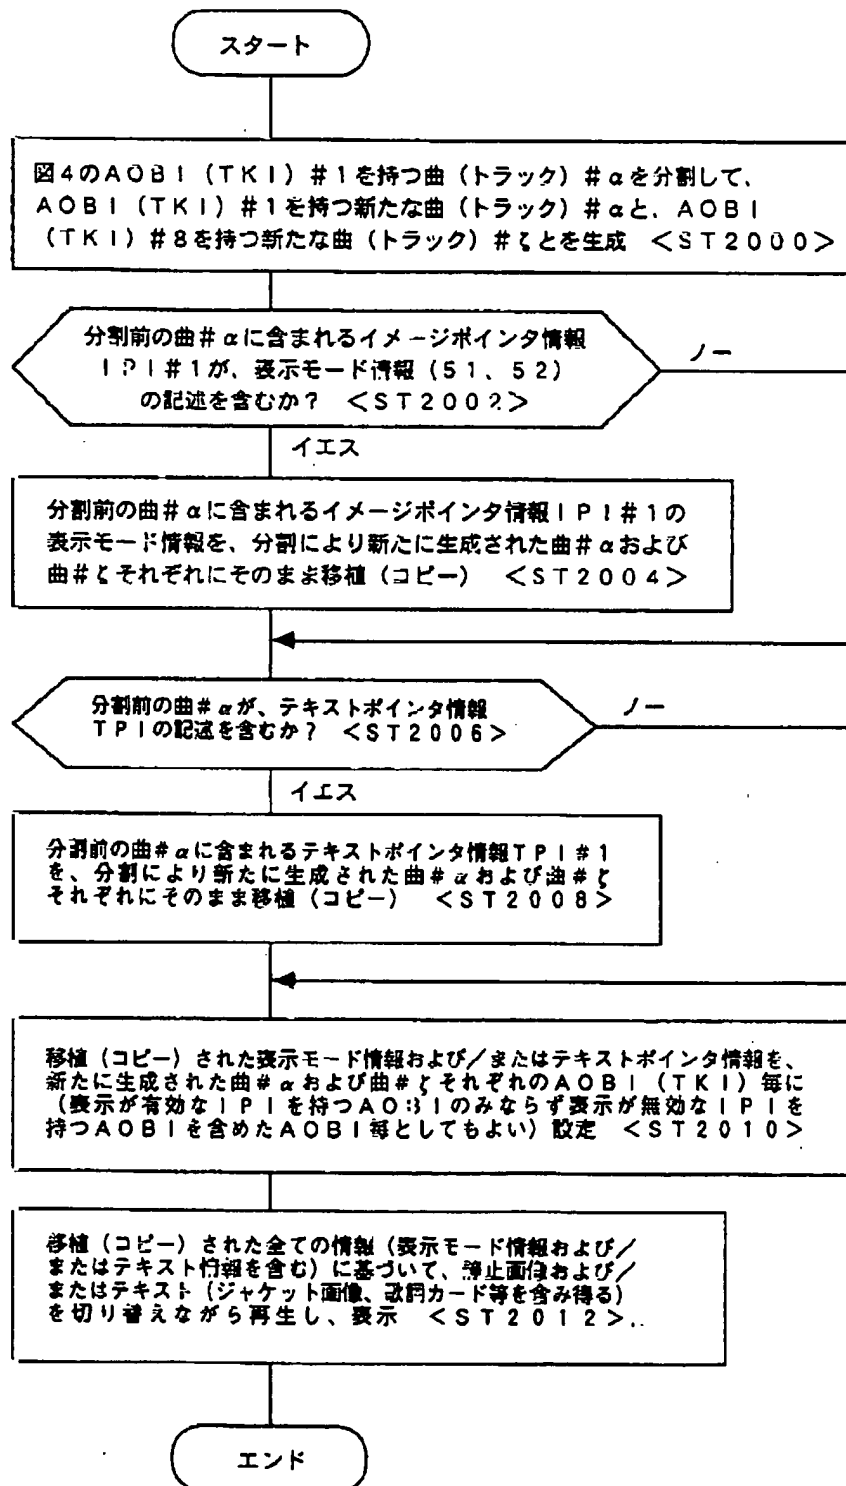 スタート
図4のAOBI（TKI）＃1を持つ曲（トラック）＃αを分割して、
AOBI（TKI）＃1を持つ新たな曲（トラック）＃αと、AOBI
（TKI）＃8を持つ新たな曲（トラック）＃ζとを生成 ＜ST2000＞
分割前の曲＃αに含まれるイメージポインタ情報
IPI＃1が、表示モード情報（51、52）
の記述を含むか？ ＜ST2002＞
ノー
イエス
分割前の曲＃αに含まれるイメージポインタ情報IPI＃1の
表示モード情報を、分割により新たに生成された曲＃αおよび
曲＃ζそれぞれにそのまま移植（コピー） ＜ST2004＞
分割前の曲＃αが、テキストポインタ情報
TPIの記述を含むか？ ＜ST2006＞
ノー
イエス
分割前の曲＃αに含まれるテキストポインタ情報TPI＃1
を、分割により新たに生成された曲＃αおよび曲＃ζ
それぞれにそのまま移植（コピー） ＜ST2008＞
移植（コピー）された表示モード情報および／またはテキストポインタ情報を、
新たに生成された曲＃αおよび曲＃ζそれぞれのAOBI（TKI）毎に
（表示が有効なIPIを持つAOBIのみならず表示が無効なIPIを
持つAOBIを含めたAOBI毎としてもよい）設定 ＜ST2010＞
移植（コピー）された全ての情報（表示モード情報および／
またはテキスト情報を含む）に基づいて、静止画像および／
またはテキスト（ジャケット画像、歌詞カード等を含み得る）
を切り替えながら再生し、表示 ＜ST2012＞
エンド